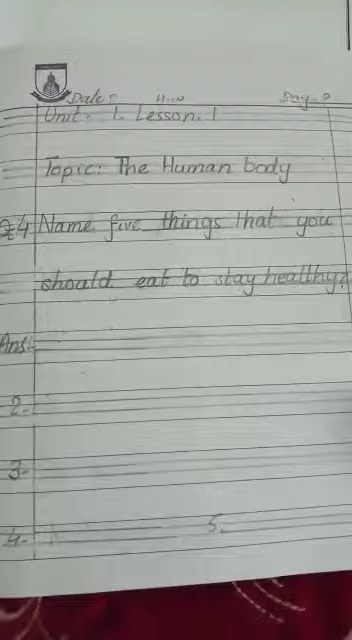 Date: H.W Day:
Unit. 1. Lesson. 1
Topic: The Human body
Q4 Name five things that you
should eat to stay healthy?
Ans1-
2-
3-
4- 5.